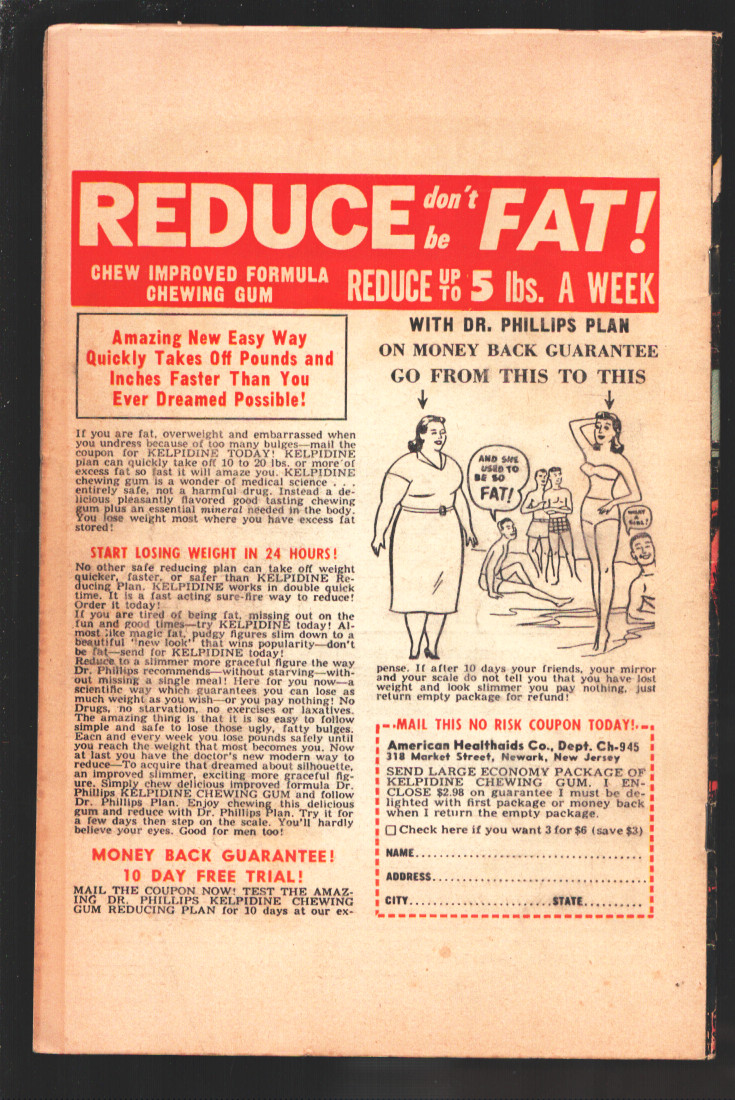 REDUCE don't be FAT!
CHEW IMPROVED FORMULA
CHEWING GUM
REDUCE UP TO 5 lbs. A WEEK
Amazing New Easy Way
Quickly Takes Off Pounds and
Inches Faster Than You
Ever Dreamed Possible!
If you are fat, overweight and embarrassed when
you undress because of too many bulges—mail the
coupon for KELPIDINE TODAY! KELPIDINE
plan can quickly take off 10 to 20 lbs. or more of
excess fat so fast it will amaze you. KELPIDINE
chewing gum is a wonder of medical science . . .
entirely safe, not a harmful drug. Instead a de-
licious pleasantly flavored good tasting chewing
gum plus an essential mineral needed in the body.
You lose weight most where you have excess fat
stored!
START LOSING WEIGHT IN 24 HOURS!
No other safe reducing plan can take off weight
quicker, faster, or safer than KELPIDINE Re-
ducing Plan. KELPIDINE works in double quick
time. It is a fast acting sure-fire way to reduce!
Order it today!
If you are tired of being fat, missing out on the
fun and good times—try KELPIDINE today! Al-
most like magic fat, pudgy figures slim down to a
beautiful "new look" that wins popularity—don't
be fat—send for KELPIDINE today!
Reduce to a slimmer more graceful figure the way
Dr. Phillips recommends—without starving—with-
out missing a single meal! Here for you now—a
scientific way which guarantees you can lose as
much weight as you wish—or you pay nothing! No
Drugs, no starvation, no exercises or laxatives.
The amazing thing is that it is so easy to follow
simple and safe to lose those ugly, fatty bulges.
Each and every week you lose pounds safely until
you reach the weight that most becomes you. Now
at last you have the doctor's new modern way to
reduce—To acquire that dreamed about silhouette,
an improved slimmer, exciting more graceful fig-
ure. Simply chew delicious improved formula Dr.
Phillips KELPIDINE CHEWING GUM and follow
Dr. Phillips Plan. Enjoy chewing this delicious
gum and reduce with Dr. Phillips Plan. Try it for
a few days then step on the scale. You'll hardly
believe your eyes. Good for men too!
MONEY BACK GUARANTEE!
10 DAY FREE TRIAL!
MAIL THE COUPON NOW! TEST THE AMAZ-
ING DR. PHILLIPS KELPIDINE CHEWING
GUM REDUCING PLAN for 10 days at our ex-
WITH DR. PHILLIPS PLAN
ON MONEY BACK GUARANTEE
GO FROM THIS TO THIS
AND SHE
USED TO
BE SO
FAT!
WHAT
A
GIRL!
pense. If after 10 days your friends, your mirror
and your scale do not tell you that you have lost
weight and look slimmer you pay nothing, just
return empty package for refund!
MAIL THIS NO RISK COUPON TODAY!
American Healthaids Co., Dept. Ch-945
318 Market Street, Newark, New Jersey
SEND LARGE ECONOMY PACKAGE OF
KELPIDINE CHEWING GUM. I EN-
CLOSE $2.98 on guarantee I must be de-
lighted with first package or money back
when I return the empty package.
Check here if you want 3 for $6 (save $3)
NAME
ADDRESS
CITY STATE